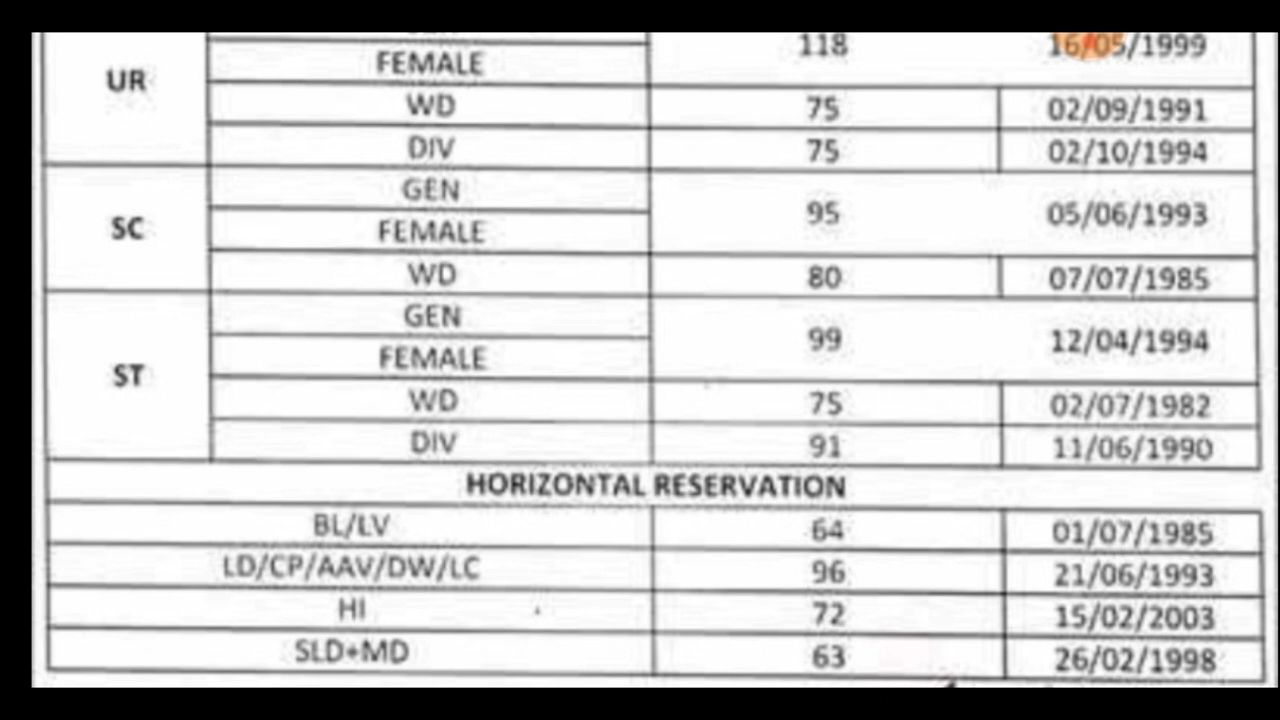 118 16/05/1999
UR FEMALE
WD 75 02/09/1991
DIV 75 02/10/1994
SC GEN 95 05/06/1993
FEMALE
WD 80 07/07/1985
ST GEN 99 12/04/1994
FEMALE
WD 75 02/07/1982
DIV 91 11/06/1990
HORIZONTAL RESERVATION
BL/LV 64 01/07/1985
LD/CP/AAV/DW/LC 96 21/06/1993
HI 72 15/02/2003
SLD+MD 63 26/02/1998